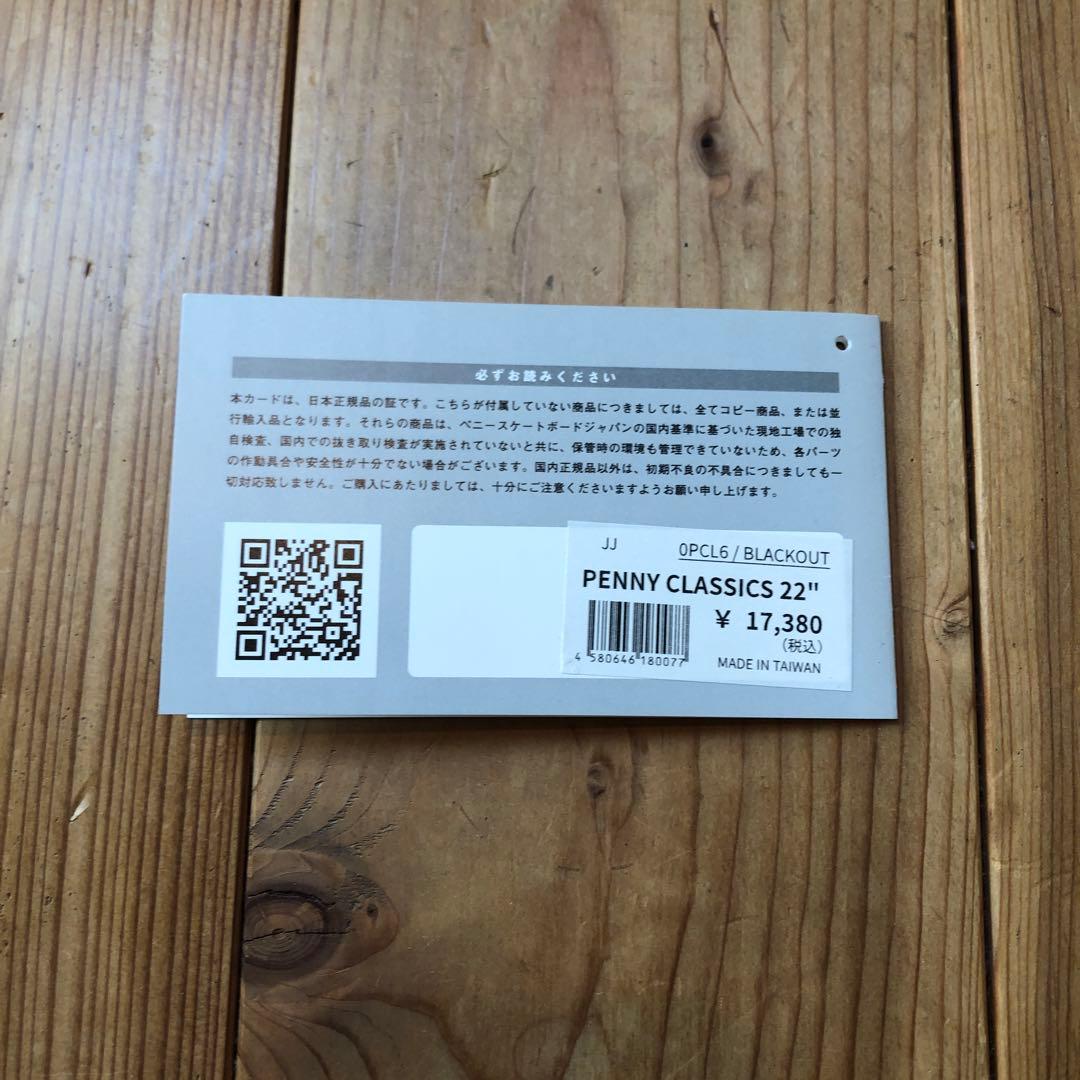 必ずお読みください
本カードは、日本正規品の証です。こちらが付属していない商品につきましては、全てコピー商品、または並
行輸入品となります。それらの商品は、ペニースケートボードジャパンの国内基準に基づいた現地工場での独
自検査、国内での抜き取り検査が実施されていないと共に、保管時の環境も管理できていないため、各パーツ
の作動具合や安全性が十分でない場合がございます。国内正規品以外は、初期不良の不具合につきましても一
切対応致しません。ご購入にあたりましては、十分にご注意くださいますようお願い申し上げます。
JJ
0PCL6 / BLACKOUT
PENNY CLASSICS 22"
¥ 17,380
(税込)
4 580646 180077
MADE IN TAIWAN